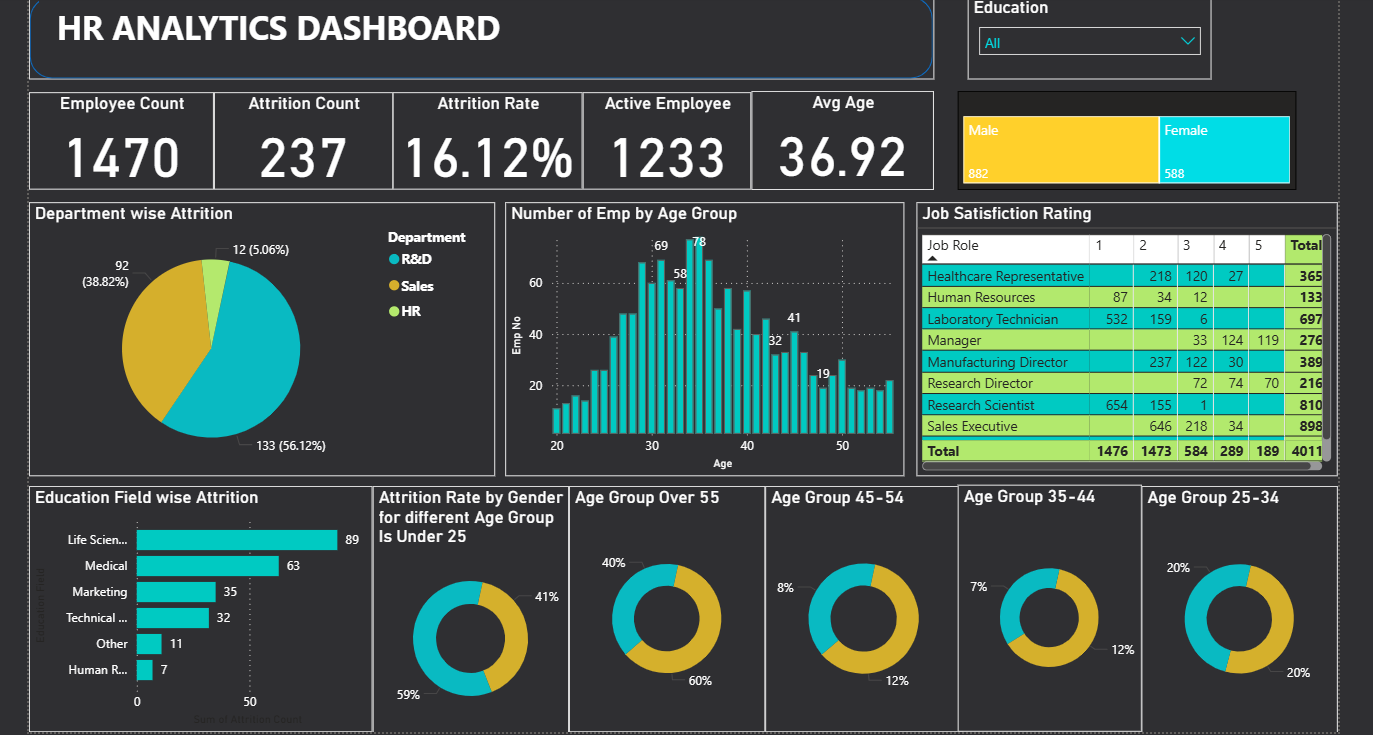 HR ANALYTICS DASHBOARD
Education
All
Employee Count
1470
Attrition Count
237
Attrition Rate
16.12%
Active Employee
1233
Avg Age
36.92
Male
882
Female
588
Department wise Attrition
12 (5.06%)
92
(38.82%)
133 (56.12%)
Department
R&D
Sales
HR
Number of Emp by Age Group
Emp No
60
40
20
69
58
78
32
41
19
20 30 40 50
Age
Job Satisfiction Rating
Job Role 1 2 3 4 5 Total
Healthcare Representative 218 120 27 365
Human Resources 87 34 12 133
Laboratory Technician 532 159 6 697
Manager 33 124 119 276
Manufacturing Director 237 122 30 389
Research Director 72 74 70 216
Research Scientist 654 155 1 810
Sales Executive 646 218 34 898
Total 1476 1473 584 289 189 4011
Education Field wise Attrition
Education Field
Life Scien... 89
Medical 63
Marketing 35
Technical ... 32
Other 11
Human R... 7
0 50
Sum of Attrition Count
Attrition Rate by Gender
for different Age Group
Is Under 25
41%
59%
Age Group Over 55
40%
60%
Age Group 45-54
8%
12%
Age Group 35-44
7%
12%
Age Group 25-34
20%
20%